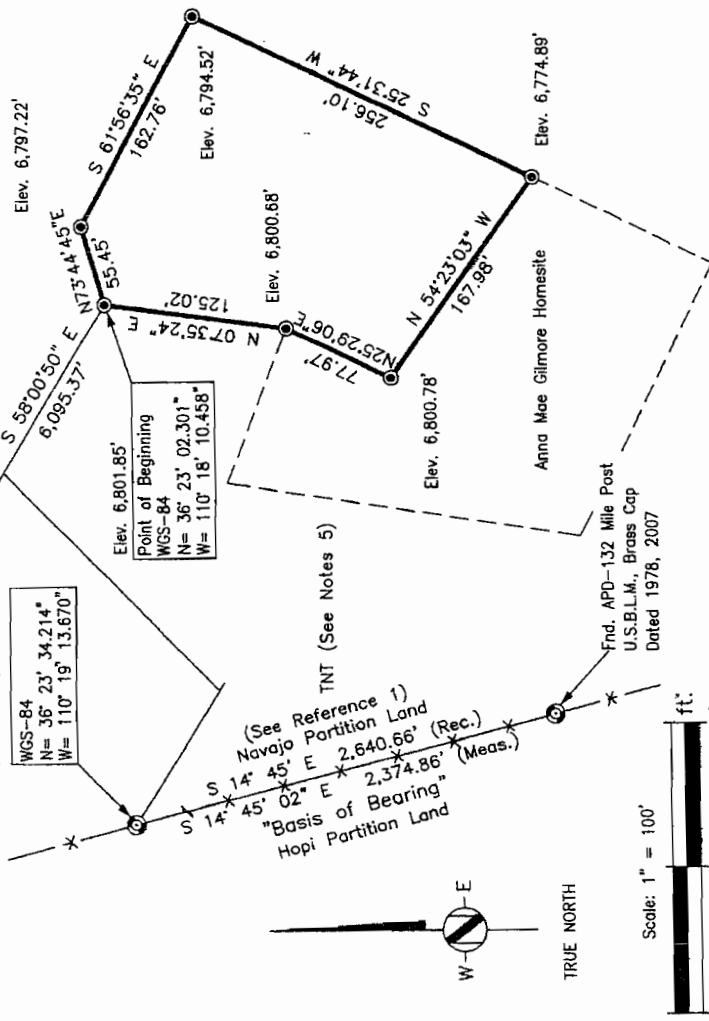 Elev. 6,797.22'
S 61°56'35" E
162.76'
Elev. 6,794.52'
N73°44'45"E
55.45'
S 58°00'50" E
6,095.37'
S 25°31'44" W
256.10'
Elev. 6,801.85'
Point of Beginning
WGS-84
N= 36° 23' 02.301"
W= 110° 18' 10.458"
N 07°35'24" E
125.02'
Elev. 6,800.68'
N25°29'06"E
77.97'
N 54°23'03" W
167.98'
Elev. 6,774.89'
Elev. 6,800.78'
Anna Mae Gilmore Homesite
WGS-84
N= 36° 23' 34.214"
W= 110° 19' 13.670"
TNT (See Notes 5)
(See Reference 1)
Navajo Partition Land
S 14° 45' E 2,640.66' (Rec.)
S 14° 45' 02" E 2,374.86' (Meas.)
"Basis of Bearing"
Hopi Partition Land
Fnd. APD-132 Mile Post
U.S.B.L.M., Brass Cap
Dated 1978, 2007
W E
TRUE NORTH
Scale: 1" = 100'
ft.